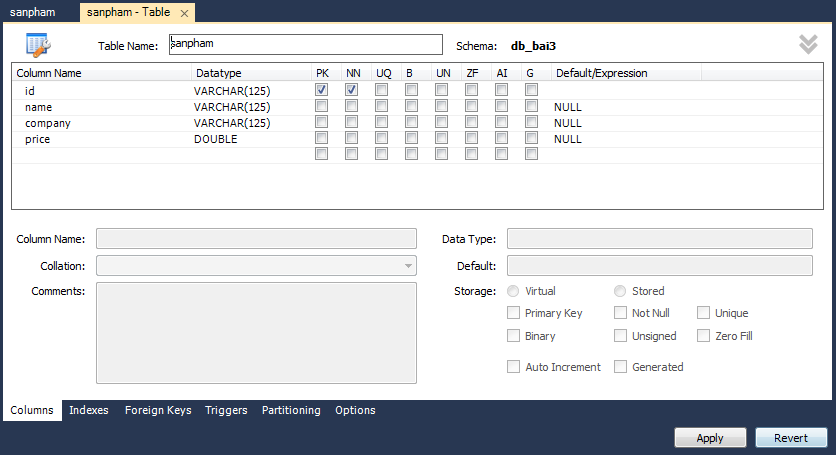 sanpham sanpham - Table ×
Table Name: sanpham Schema: db_bai3
Column Name Datatype PK NN UQ B UN ZF AI G Default/Expression
id VARCHAR(125)
name VARCHAR(125) NULL
company VARCHAR(125) NULL
price DOUBLE NULL
Column Name: Data Type:
Collation: Default:
Comments: Storage: Virtual Stored
Primary Key Not Null Unique
Binary Unsigned Zero Fill
Auto Increment Generated
Columns Indexes Foreign Keys Triggers Partitioning Options
Apply Revert